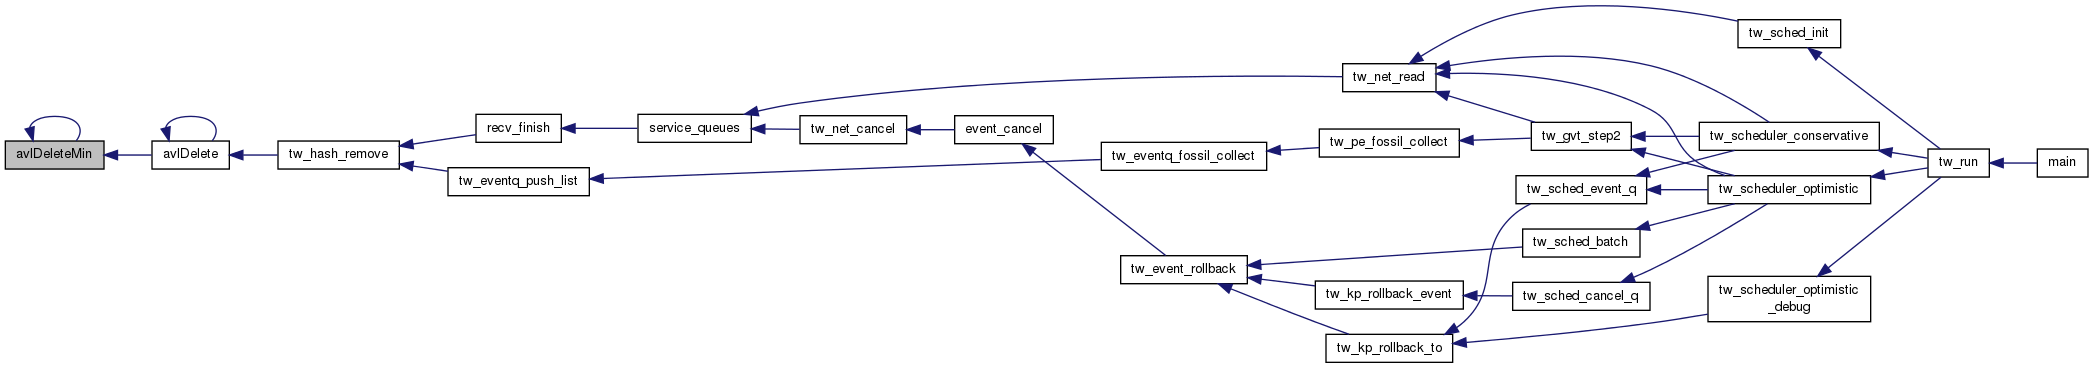 avlDeleteMin
avlDelete
tw_hash_remove
recv_finish
tw_eventq_push_list
service_queues
tw_net_cancel
event_cancel
tw_eventq_fossil_collect
tw_event_rollback
tw_net_read
tw_pe_fossil_collect
tw_kp_rollback_event
tw_kp_rollback_to
tw_gvt_step2
tw_sched_event_q
tw_sched_batch
tw_sched_cancel_q
tw_sched_init
tw_scheduler_conservative
tw_scheduler_optimistic
tw_scheduler_optimistic
_debug
tw_run
main